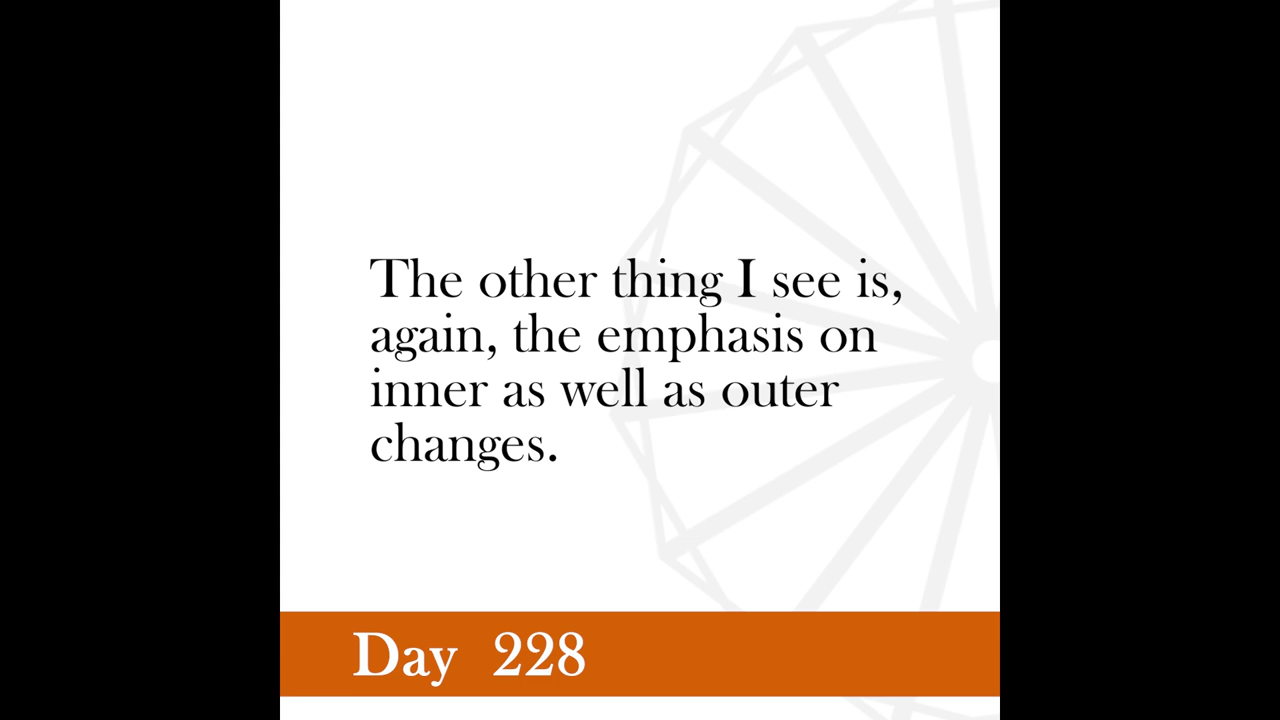 The other thing I see is,
again, the emphasis on
inner as well as outer
changes.
Day 228